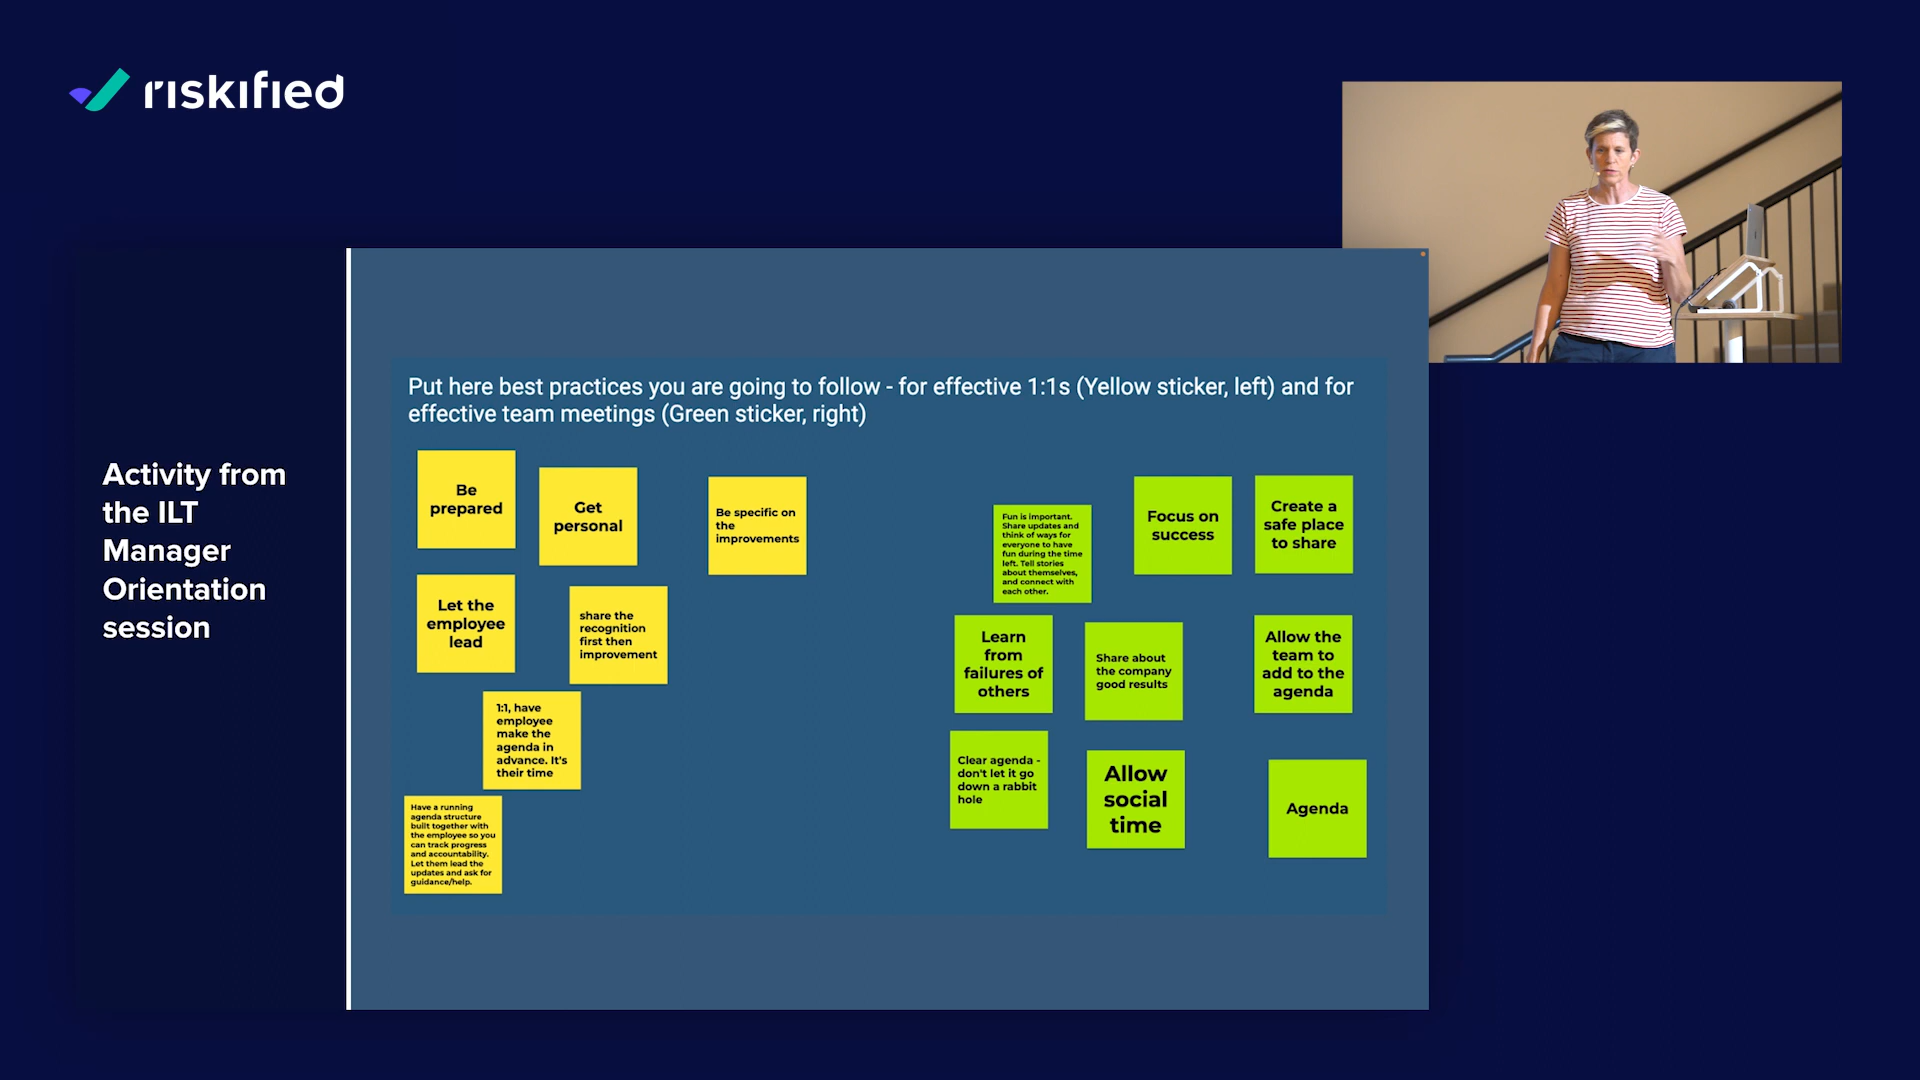 riskified
Activity from
the ILT
Manager
Orientation
session
Put here best practices you are going to follow - for effective 1:1s (Yellow sticker, left) and for
effective team meetings (Green sticker, right)
Be
prepared
Get
personal
Be specific on
the
improvements
Let the
employee
lead
share the
recognition
first then
improvement
1:1, have
employee
make the
agenda in
advance. It's
their time
Have a running
agenda structure
built together with
the employee so you
can track progress
and accountability.
Let them lead the
updates and ask for
guidance/help.
Fun is important.
Share updates and
think of ways for
everyone to have
fun during the time
left. Tell stories
about themselves,
and connect with
each other.
Focus on
success
Create a
safe place
to share
Learn
from
failures of
others
Share about
the company
good results
Allow the
team to
add to the
agenda
Clear agenda -
don't let it go
down a rabbit
hole
Allow
social
time
Agenda